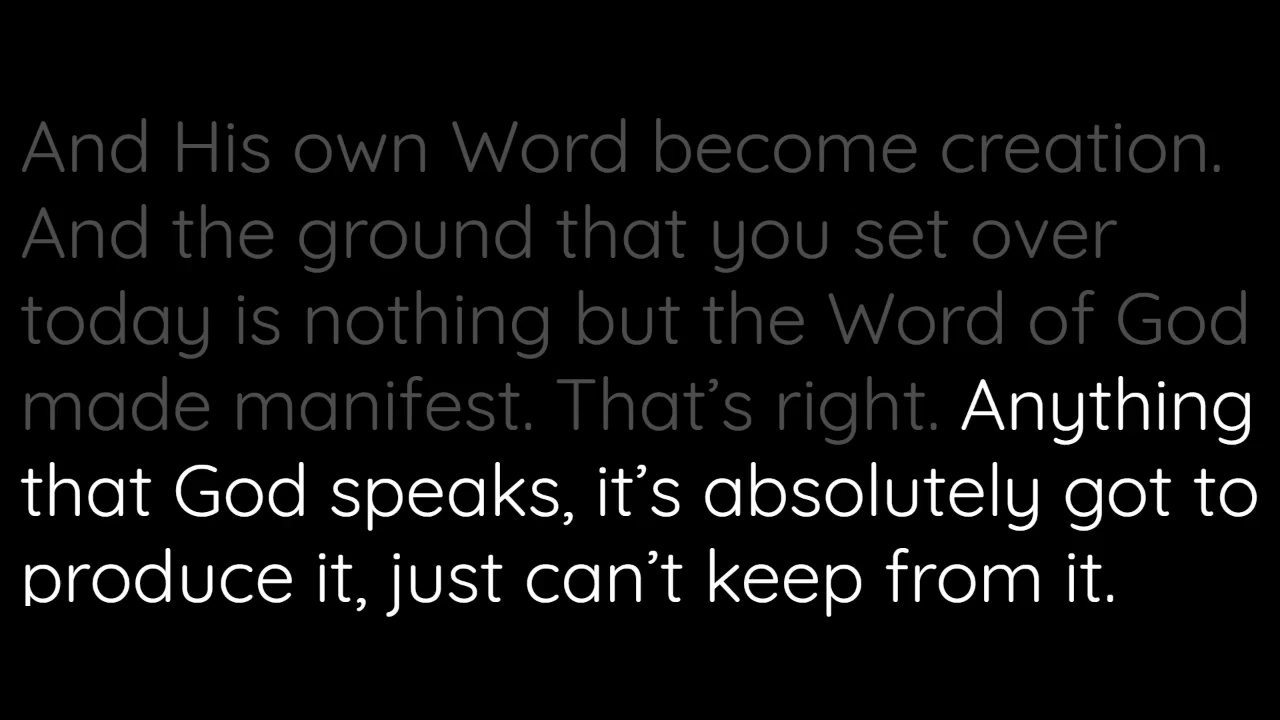 And His own Word become creation.
And the ground that you set over
today is nothing but the Word of God
made manifest. That’s right. Anything
that God speaks, it’s absolutely got to
produce it, just can’t keep from it.